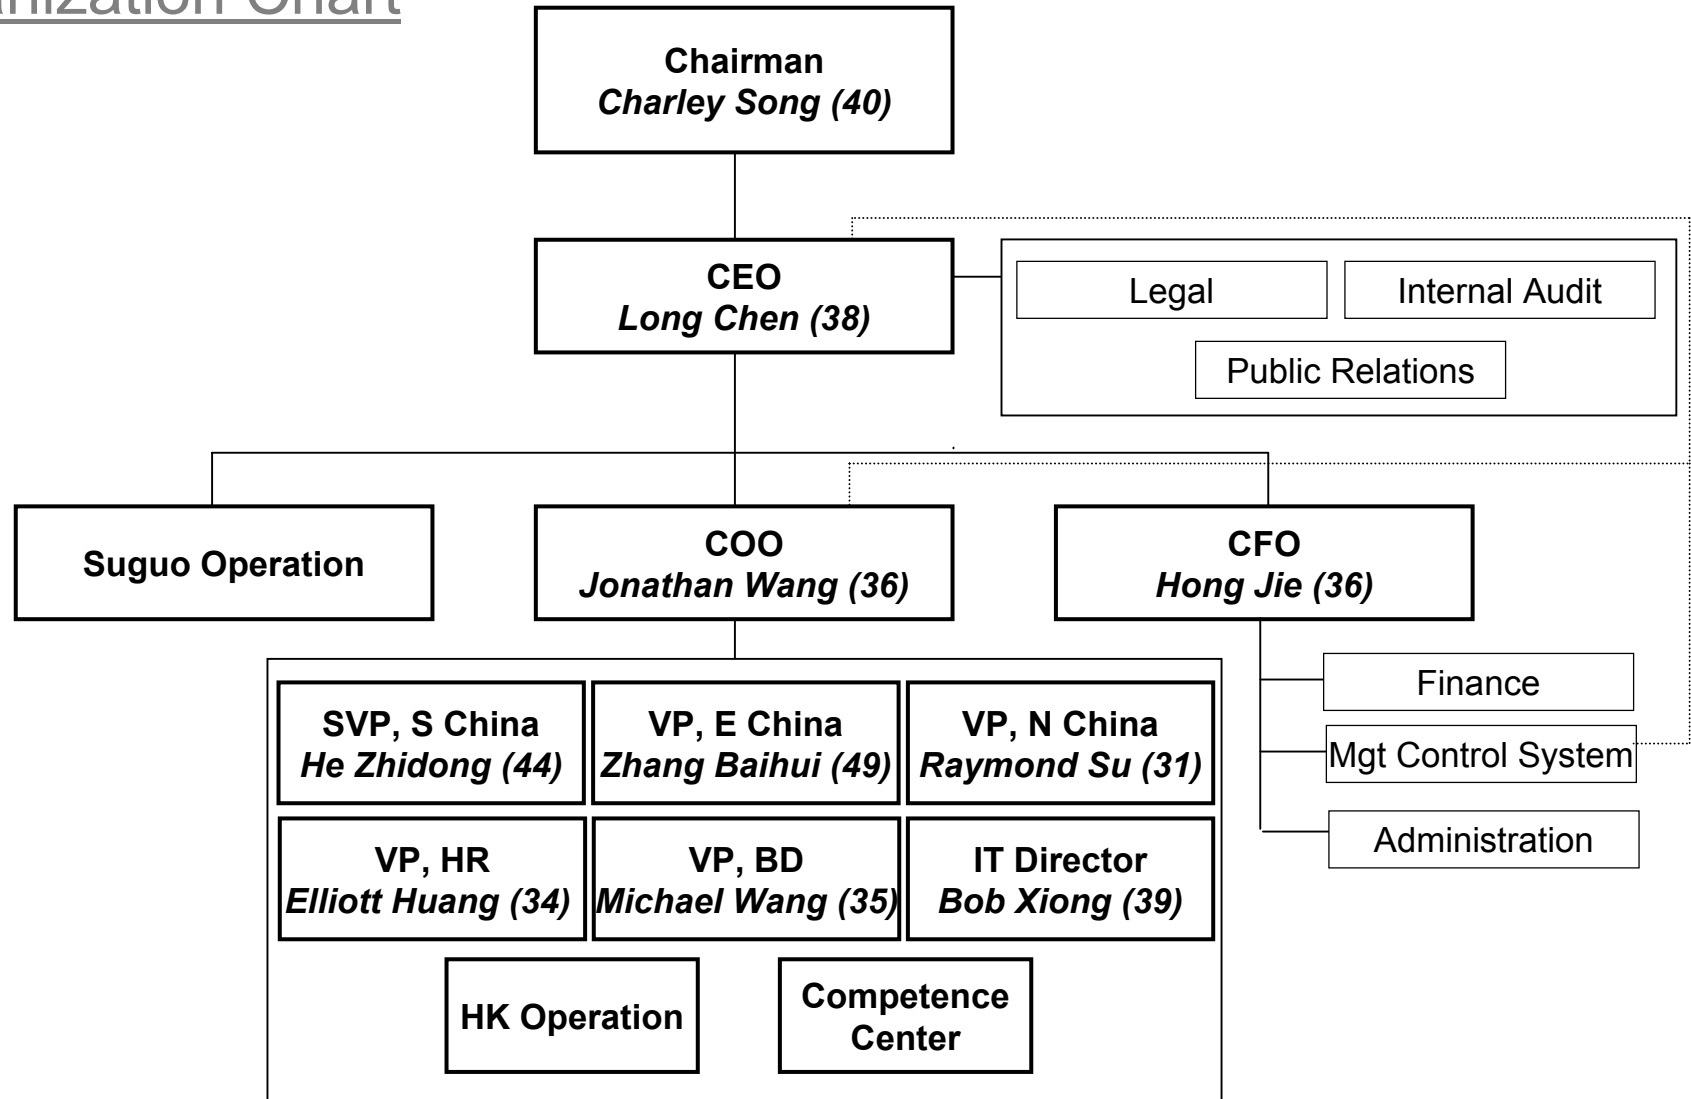 anization Chart
Chairman
Charley Song (40)
CEO
Long Chen (38)
Legal
Internal Audit
Public Relations
Suguo Operation
COO
Jonathan Wang (36)
CFO
Hong Jie (36)
Finance
Mgt Control System
Administration
SVP, S China
He Zhidong (44)
VP, E China
Zhang Baihui (49)
VP, N China
Raymond Su (31)
VP, HR
Elliott Huang (34)
VP, BD
Michael Wang (35)
IT Director
Bob Xiong (39)
HK Operation
Competence
Center